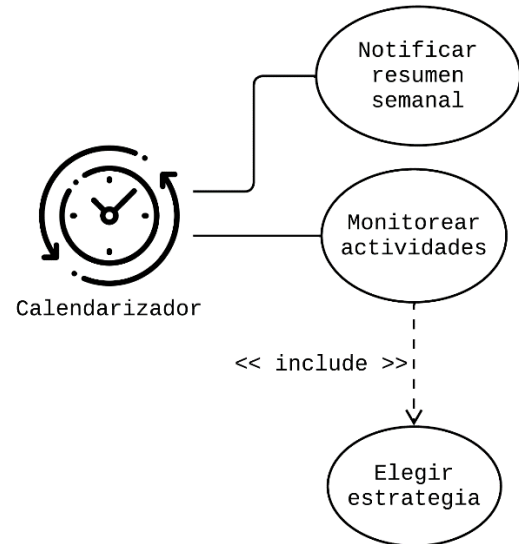 Notificar
resumen
semanal
Monitorear
actividades
Calendarizador
<< include >>
Elegir
estrategia